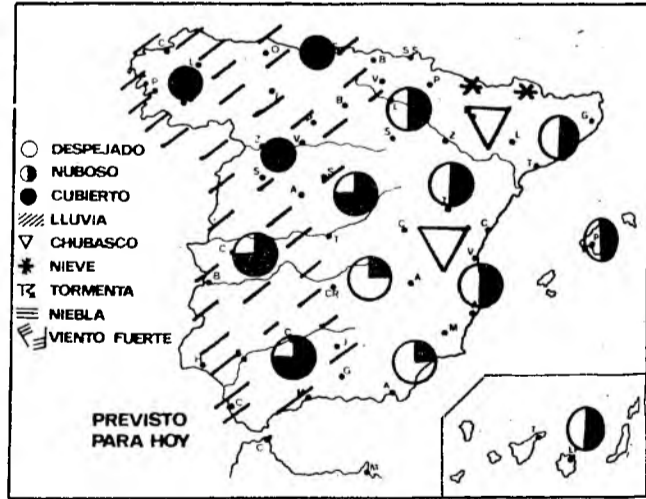 DESPEJADO
NUBOSO
CUBIERTO
LLUVIA
CHUBASCO
NIEVE
TORMENTA
NIEBLA
VIENTO FUERTE
PREVISTO
PARA HOY
C
O
B
S S
L
P
V
P
B
L
G
S
Z
L
T
Z
V
S
A
S
T
C
C
C
T
P
V
B
C R
A
A
M
C
J
H
G
C
M
A
C
M
T
L